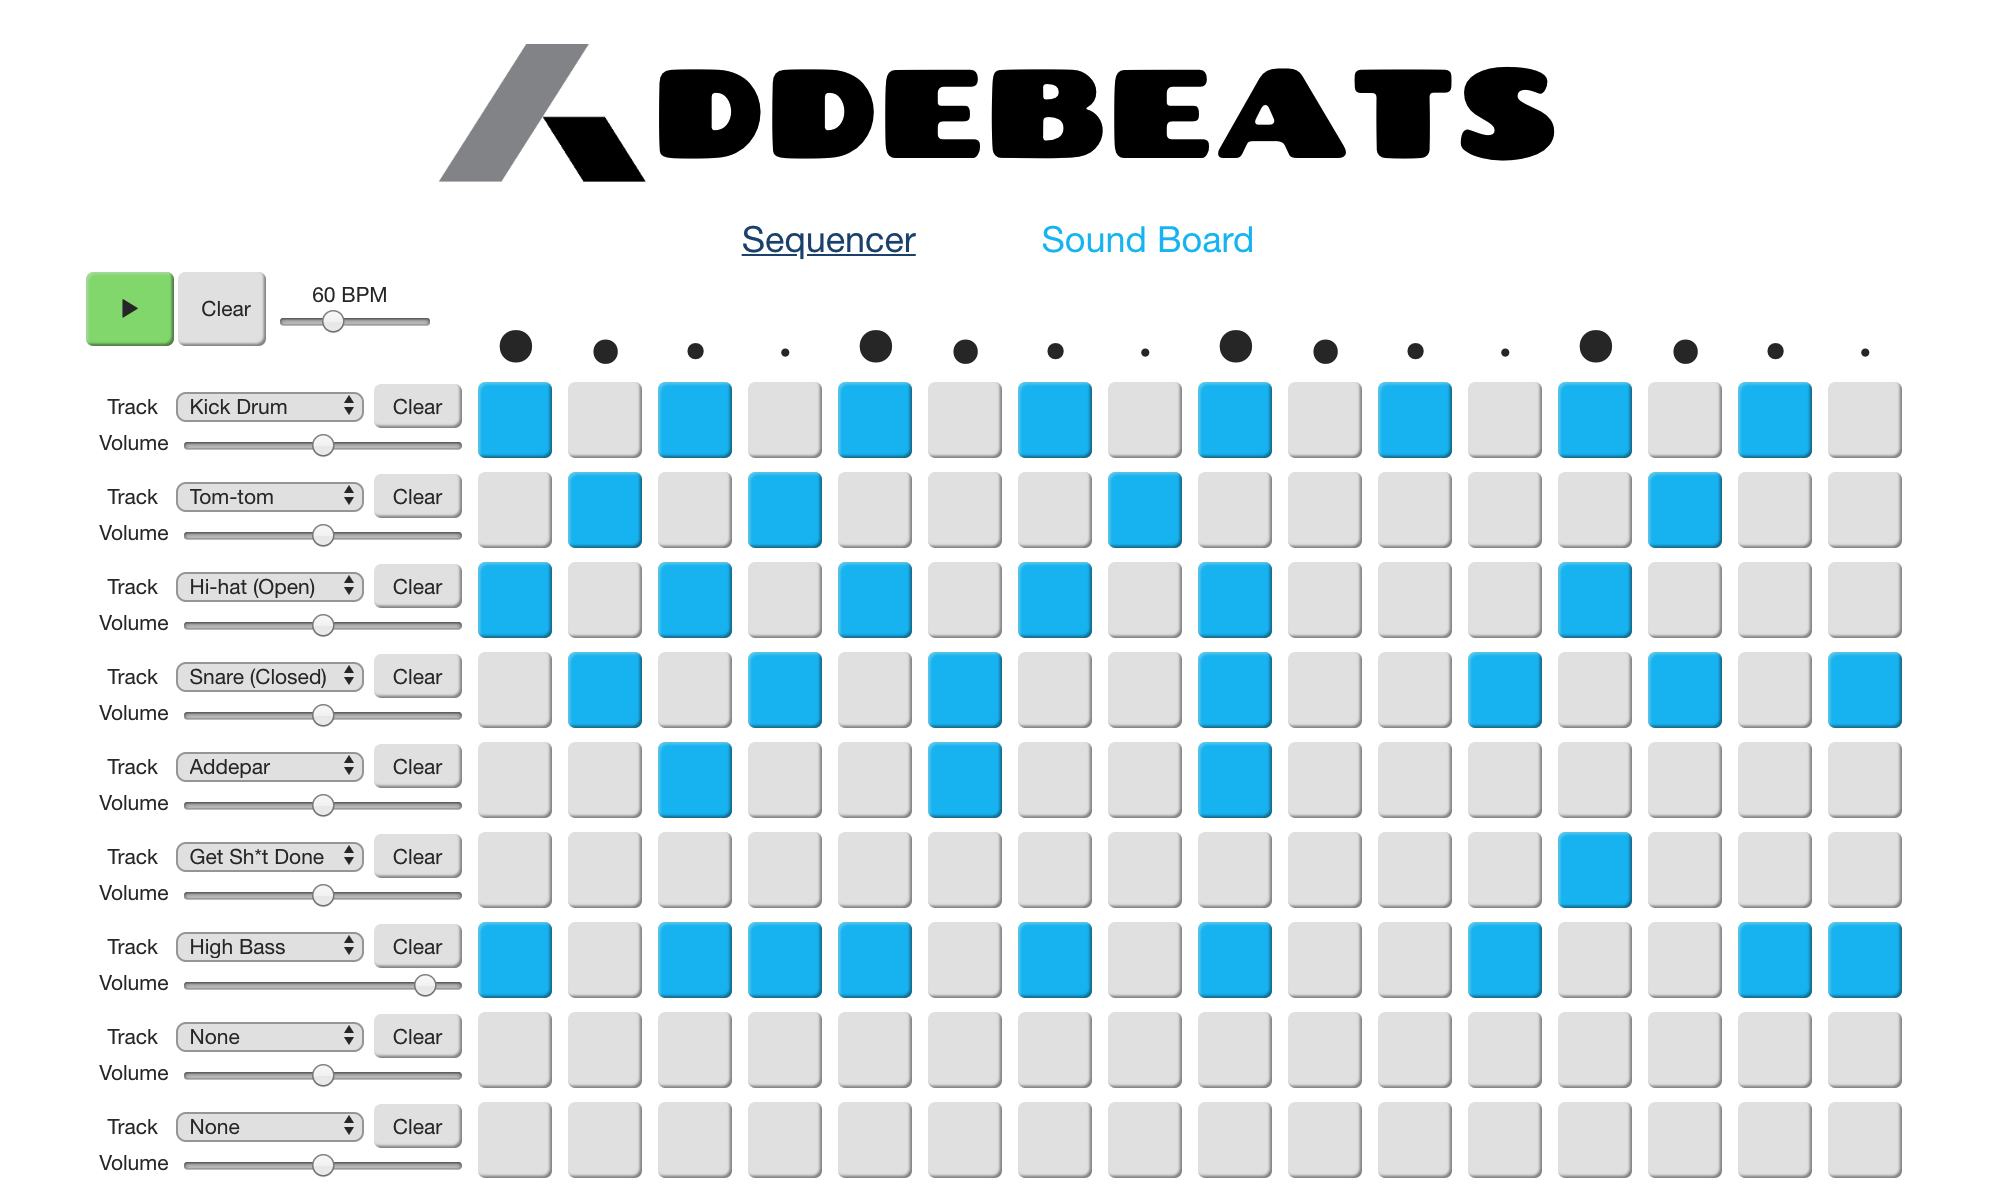 ADDEBEATS
Sequencer Sound Board
Clear 60 BPM
Track Kick Drum Clear
Volume
Track Tom-tom Clear
Volume
Track Hi-hat (Open) Clear
Volume
Track Snare (Closed) Clear
Volume
Track Addepar Clear
Volume
Track Get Sh*t Done Clear
Volume
Track High Bass Clear
Volume
Track None Clear
Volume
Track None Clear
Volume